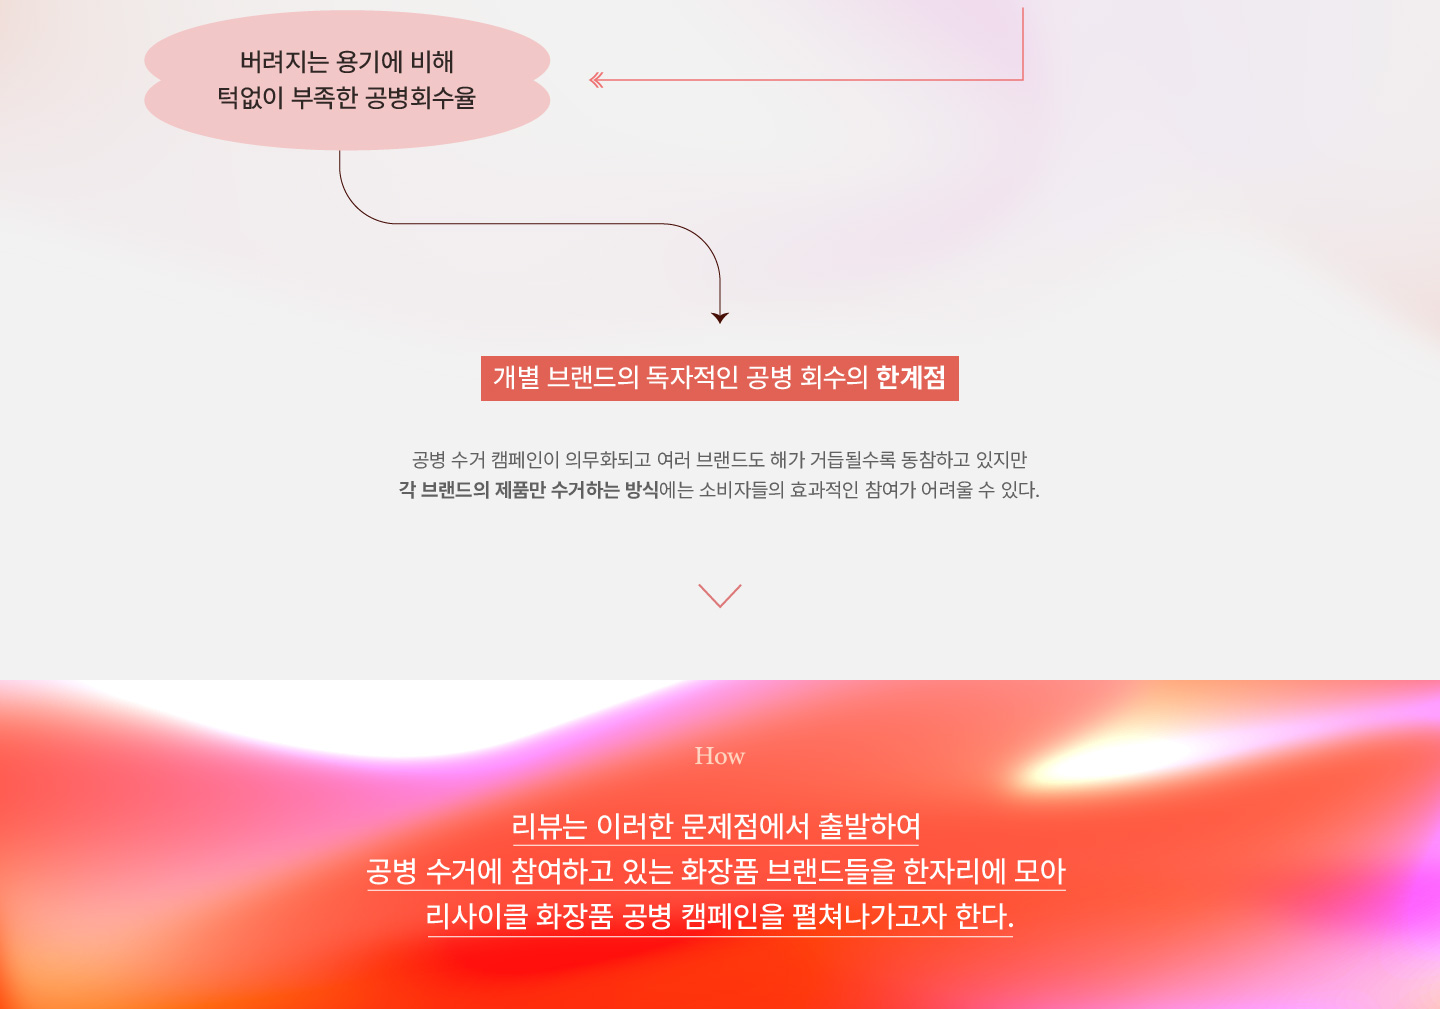 버려지는 용기에 비해
턱없이 부족한 공병회수율
개별 브랜드의 독자적인 공병 회수의 한계점
공병 수거 캠페인이 의무화되고 여러 브랜드도 해가 거듭될수록 동참하고 있지만
각 브랜드의 제품만 수거하는 방식에는 소비자들의 효과적인 참여가 어려울 수 있다.
How
리뷰는 이러한 문제점에서 출발하여
공병 수거에 참여하고 있는 화장품 브랜드들을 한자리에 모아
리사이클 화장품 공병 캠페인을 펼쳐나가고자 한다.